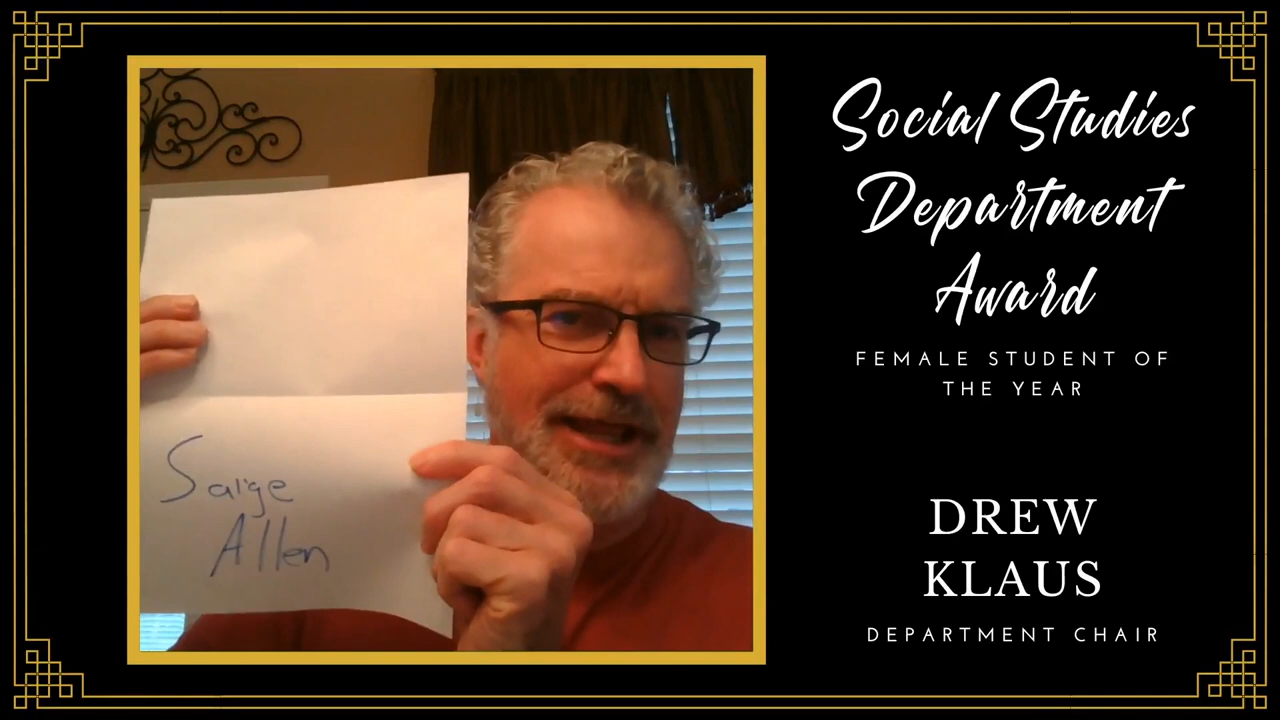 Social Studies
Department
Award
FEMALE STUDENT OF
THE YEAR
DREW
KLAUS
DEPARTMENT CHAIR
Saige
Allen